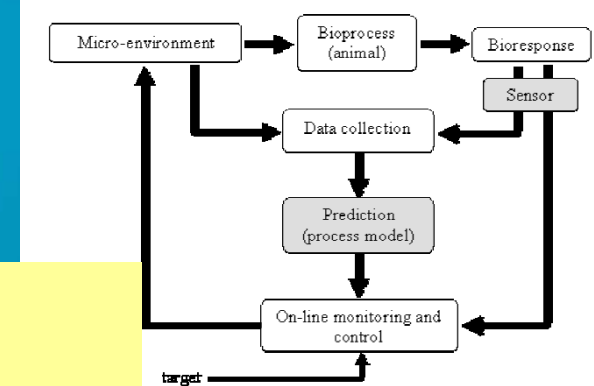 Micro-environment
Bioprocess
(animal)
Bioresponse
Sensor
Data collection
Prediction
(process model)
On-line monitoring and
control
target